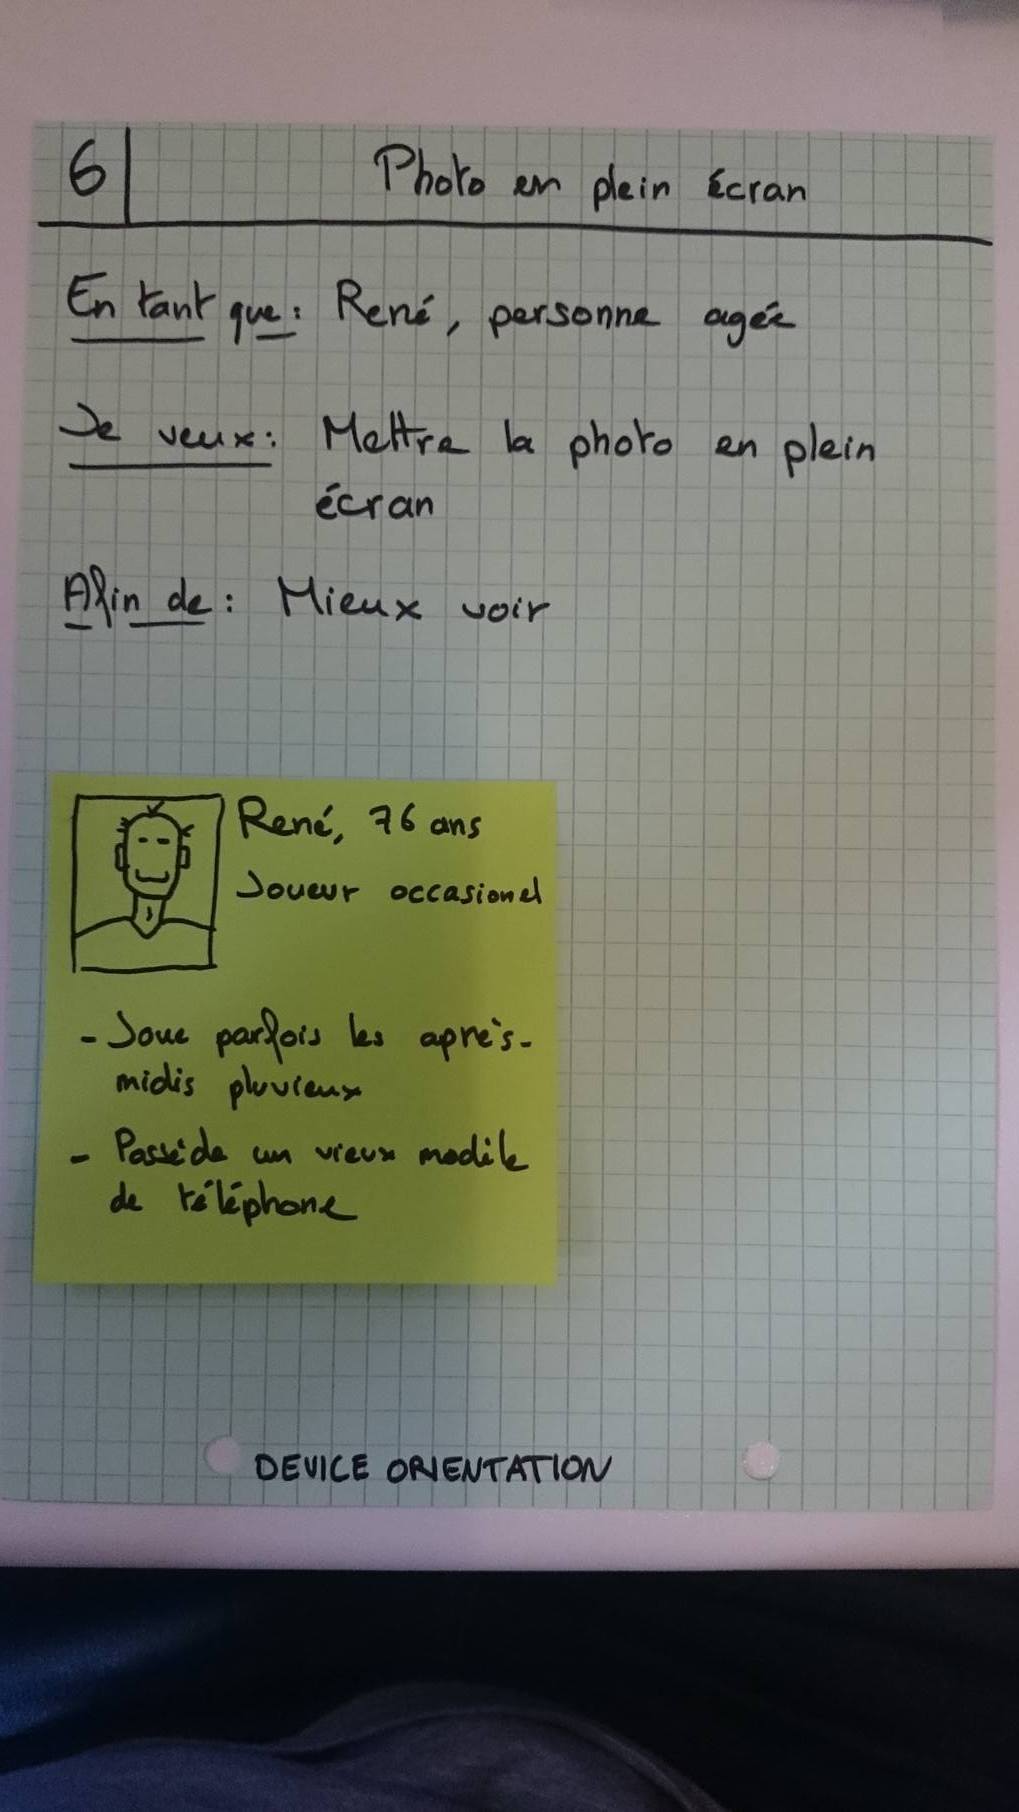 6 Photo en plein écran
En tant que: René, personne agée
Je veux: Mettre la photo en plein
écran
Afin de: Mieux voir
René, 76 ans
Joueur occasionel
- Joue parfois les après-
midis pluvieux
- Possède un vieux modèle
de téléphone
DEVICE ORIENTATION